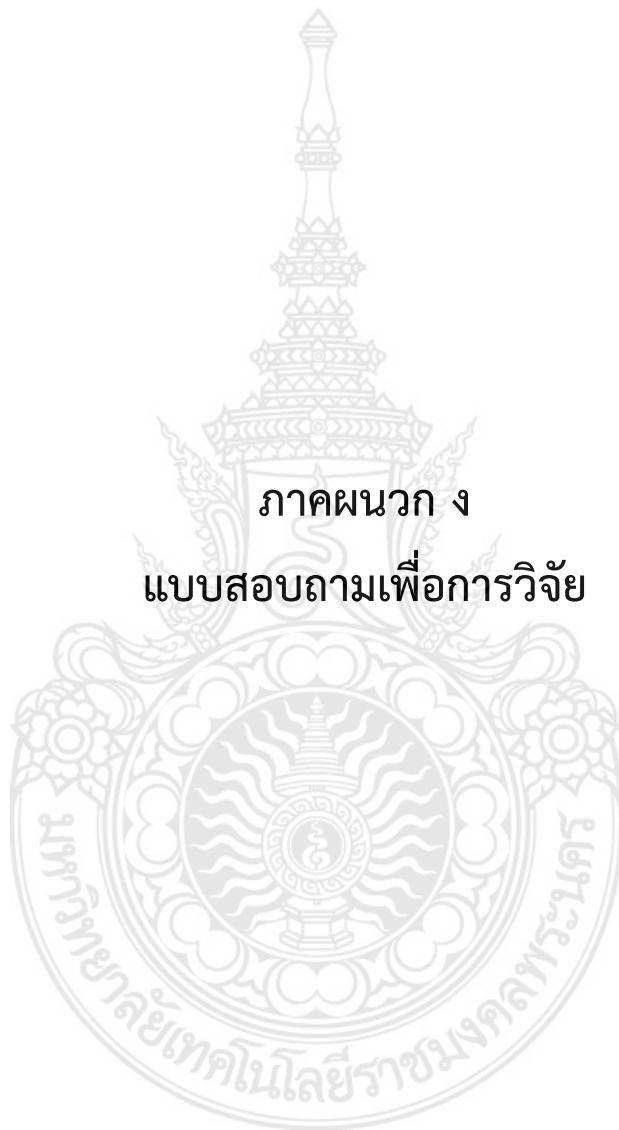 ภาคผนวก ง
แบบสอบถามเพื่อการวิจัย
มหาวิทยาลัยเทคโนโลยีราชมงคลพระนคร